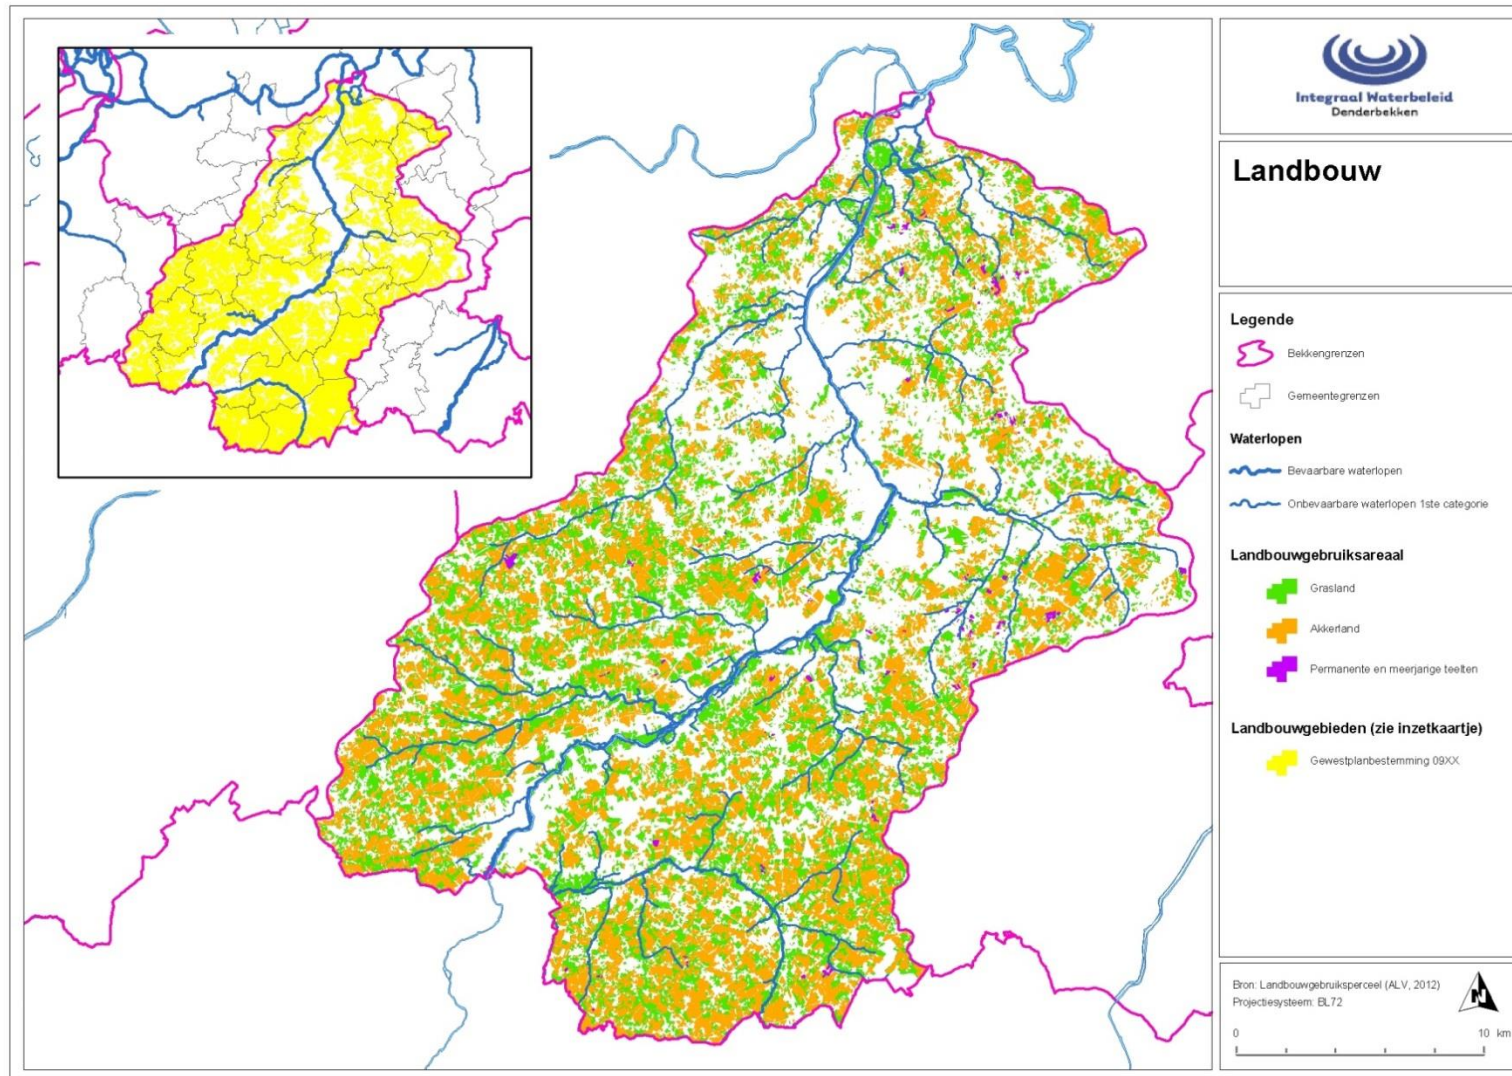 Integraal Waterbeleid
Denderbekken
Landbouw
Legende
Bekkengrenzen
Gemeentegrenzen
Waterlopen
Bevaarbare waterlopen
Onbevaarbare waterlopen 1ste categorie
Landbouwgebruiksareaal
Grasland
Akkerland
Permanente en meerjarige teelten
Landbouwgebieden (zie inzetkaartje)
Gewestplanbestemming 09XX
Bron: Landbouwgebruiksperceel (ALV, 2012)
Projectiesysteem: BL72
N
0 10 km